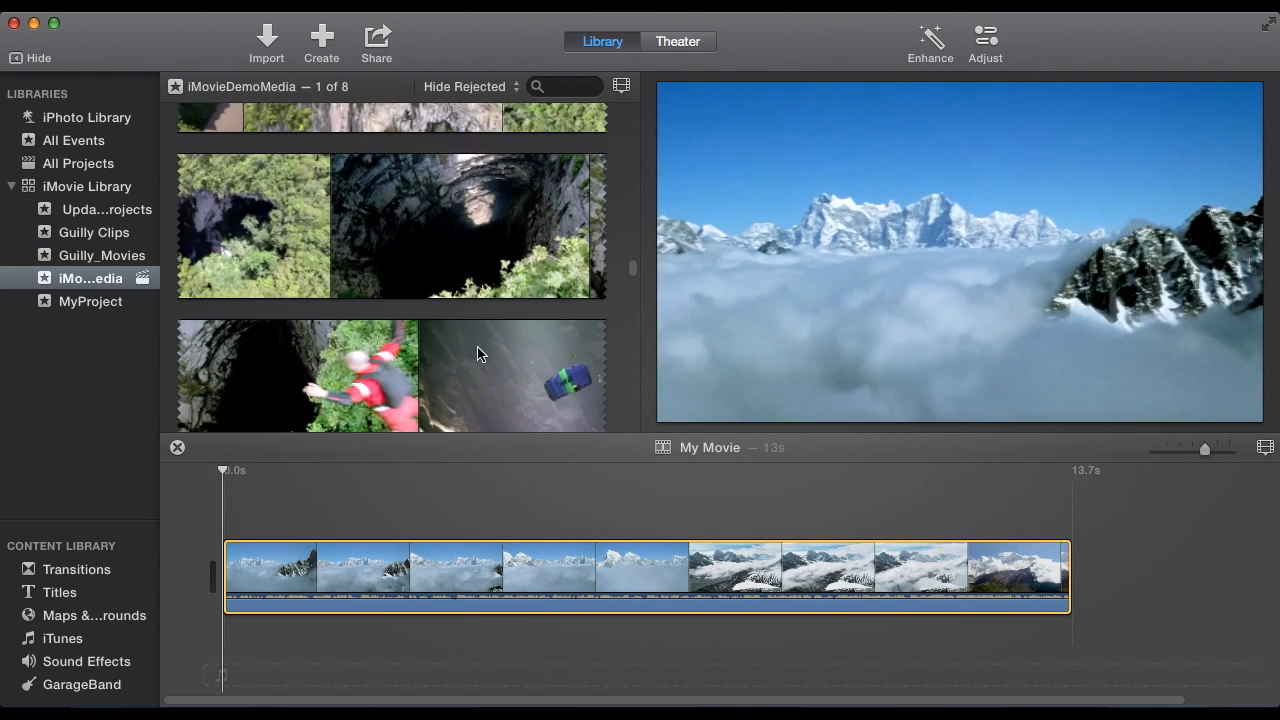 Hide
Import
Create
Share
Library
Theater
Enhance
Adjust
LIBRARIES
iPhoto Library
All Events
All Projects
iMovie Library
Upda...rojects
Guilly Clips
Guilly_Movies
iMo...edia
MyProject
iMovieDemoMedia — 1 of 8
Hide Rejected
My Movie — 13s
0.0s
13.7s
CONTENT LIBRARY
Transitions
Titles
Maps &...rounds
iTunes
Sound Effects
GarageBand